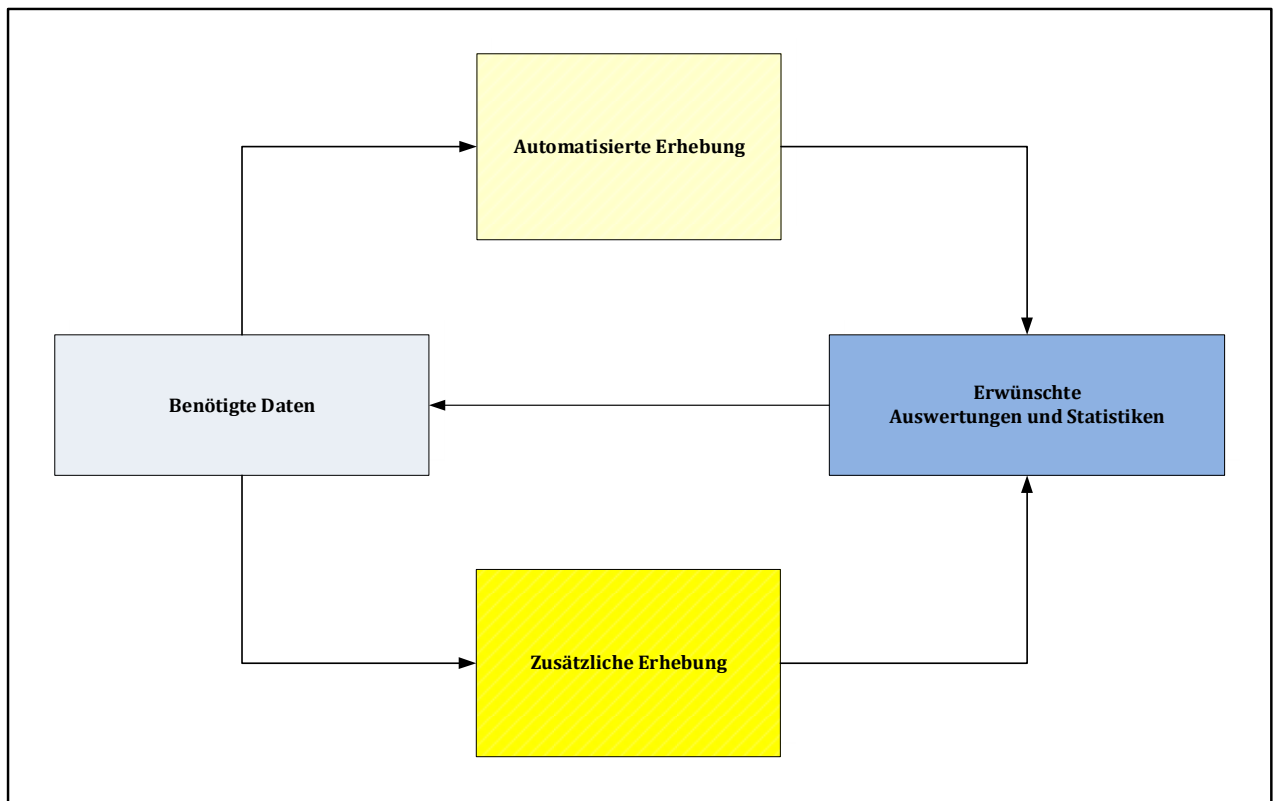 Automatisierte Erhebung
Benötigte Daten
Erwünschte
Auswertungen und Statistiken
Zusätzliche Erhebung